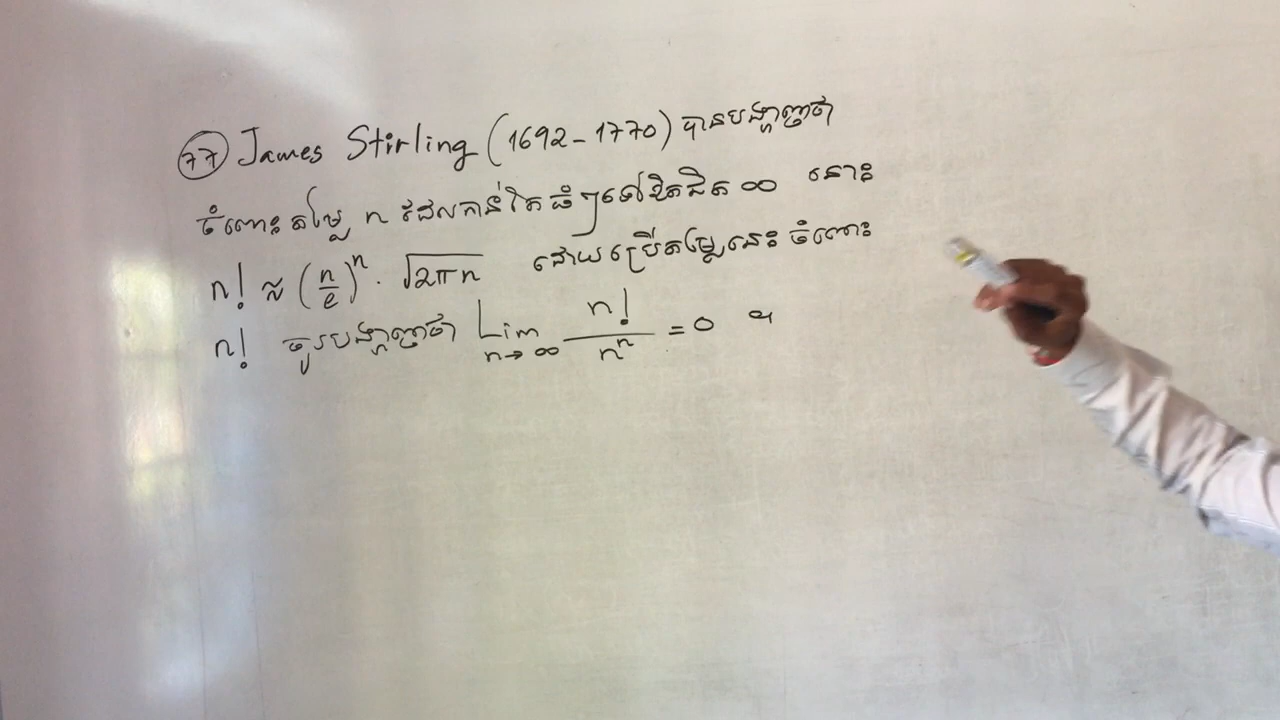 77 James Stirling (1692-1770) បានបង្ហាញថា
ចំពោះតម្លៃ n ដែលកាន់តែធំៗទៅខិតជិត ∞ នោះ
n! ≈ (n/e)^n · √2πn ដោយប្រើតម្លៃនេះ ចំពោះ
n! ចូរបង្ហាញថា Lim n→∞ n!/n^n = 0 ។